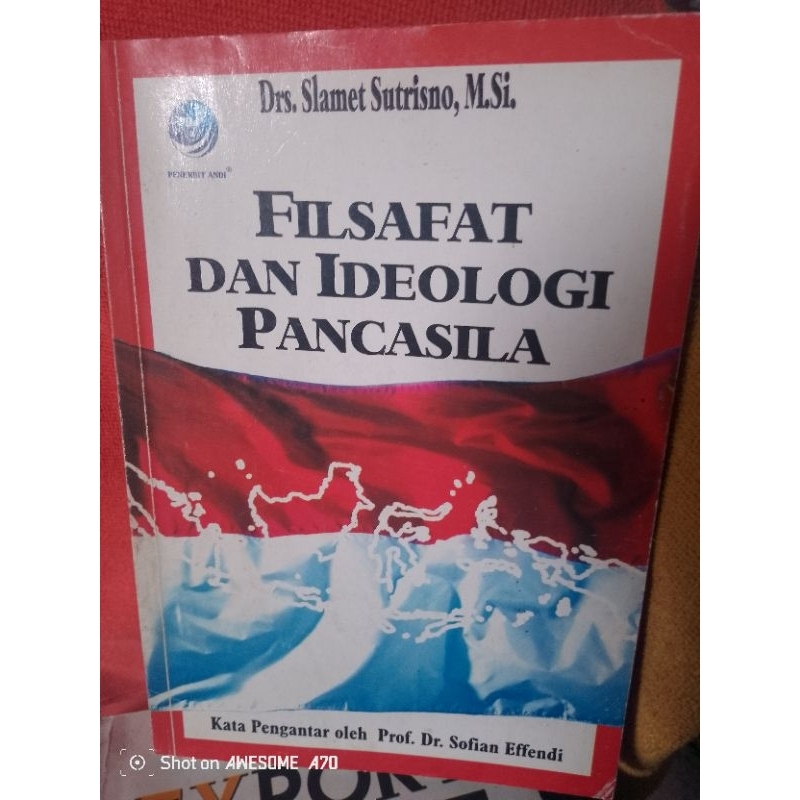 Drs. Slamet Sutrisno, M.Si.
PENERBIT ANDI®
FILSAFAT
DAN IDEOLOGI
PANCASILA
Kata Pengantar oleh Prof. Dr. Sofian Effendi
Shot on AWESOME A70